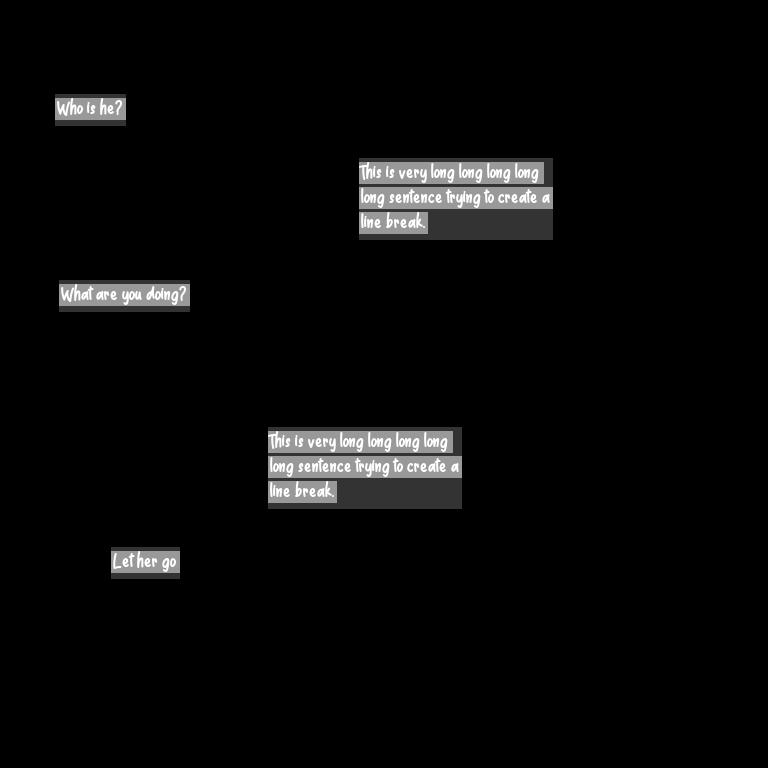 Who is he?
This is very long long long long
long sentence trying to create a
line break.
What are you doing?
This is very long long long long
long sentence trying to create a
line break.
Let her go